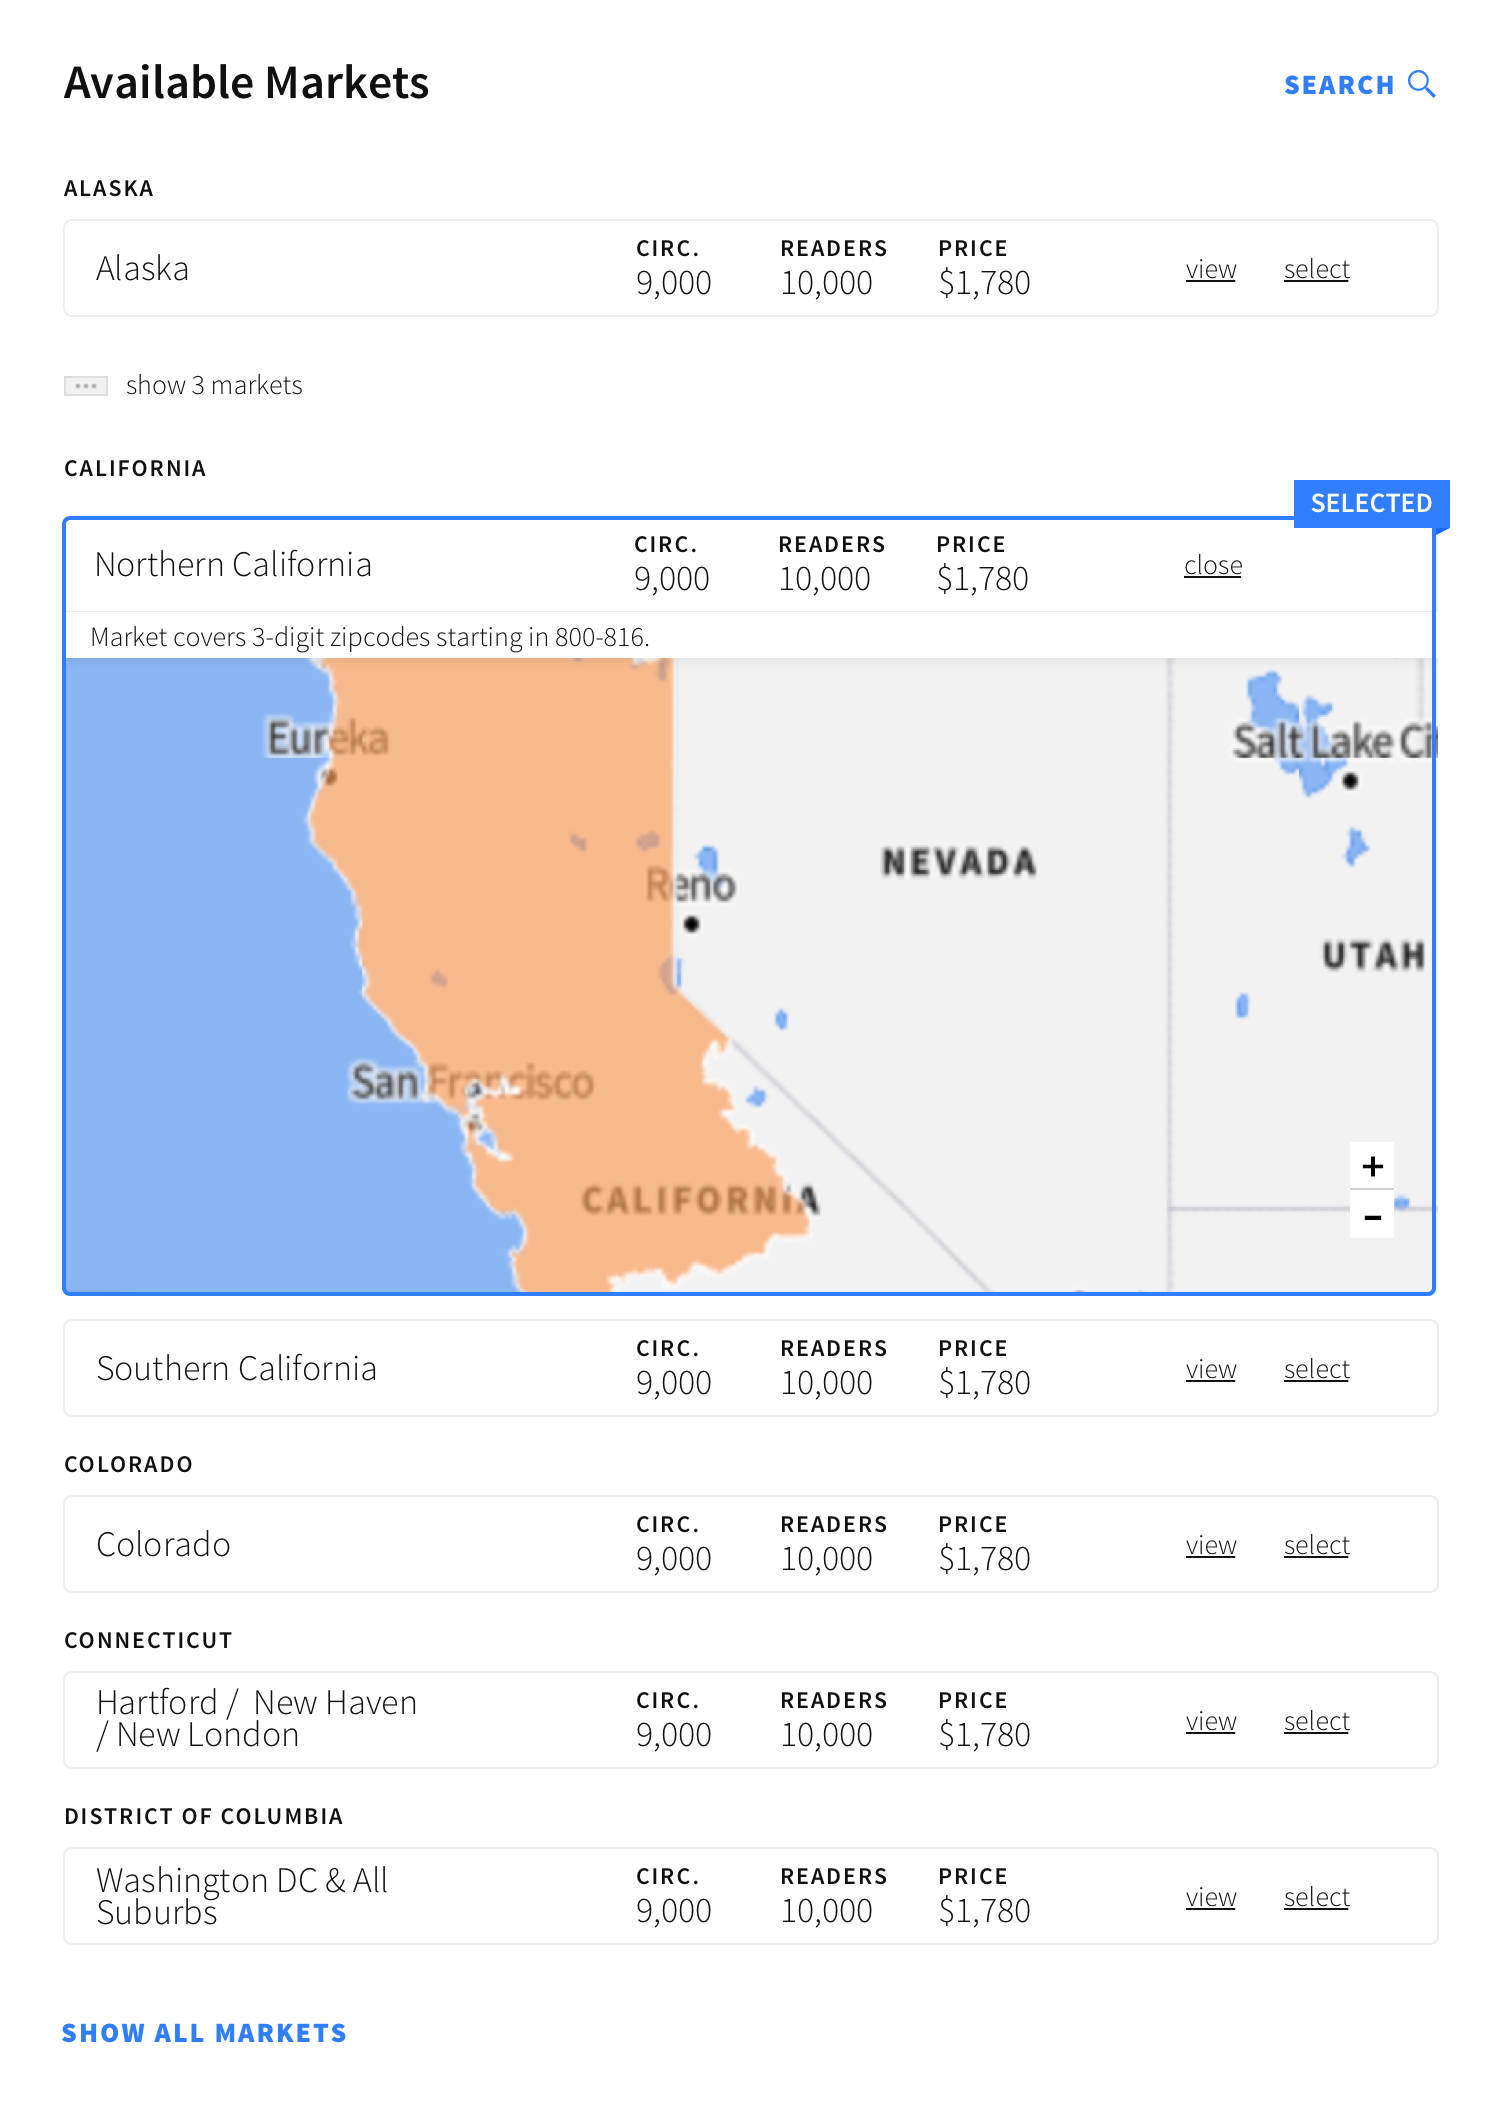 Available Markets
SEARCH
ALASKA
Alaska
CIRC. READERS PRICE
9,000 10,000 $1,780
view select
show 3 markets
CALIFORNIA
SELECTED
Northern California
CIRC. READERS PRICE
9,000 10,000 $1,780
close
Market covers 3-digit zipcodes starting in 800-816.
Eureka
Salt Lake Ci
NEVADA
Reno
UTAH
San Francisco
CALIFORNIA
+
−
Southern California
CIRC. READERS PRICE
9,000 10,000 $1,780
view select
COLORADO
Colorado
CIRC. READERS PRICE
9,000 10,000 $1,780
view select
CONNECTICUT
Hartford / New Haven
/ New London
CIRC. READERS PRICE
9,000 10,000 $1,780
view select
DISTRICT OF COLUMBIA
Washington DC & All
Suburbs
CIRC. READERS PRICE
9,000 10,000 $1,780
view select
SHOW ALL MARKETS